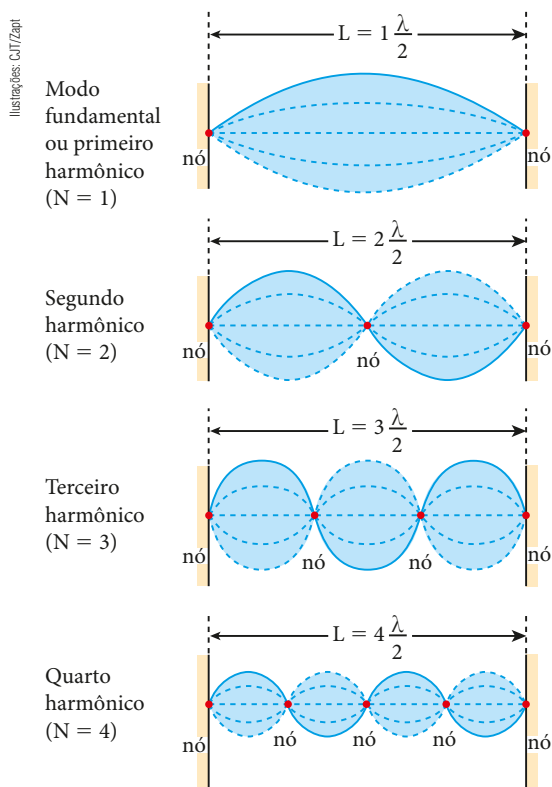 Ilustrações: CJT/Zapt
L = 1 λ/2
Modo
fundamental
ou primeiro
harmônico
(N = 1)
nó
nó
L = 2 λ/2
Segundo
harmônico
(N = 2)
nó
nó
nó
L = 3 λ/2
Terceiro
harmônico
(N = 3)
nó
nó
nó
nó
L = 4 λ/2
Quarto
harmônico
(N = 4)
nó
nó
nó
nó
nó